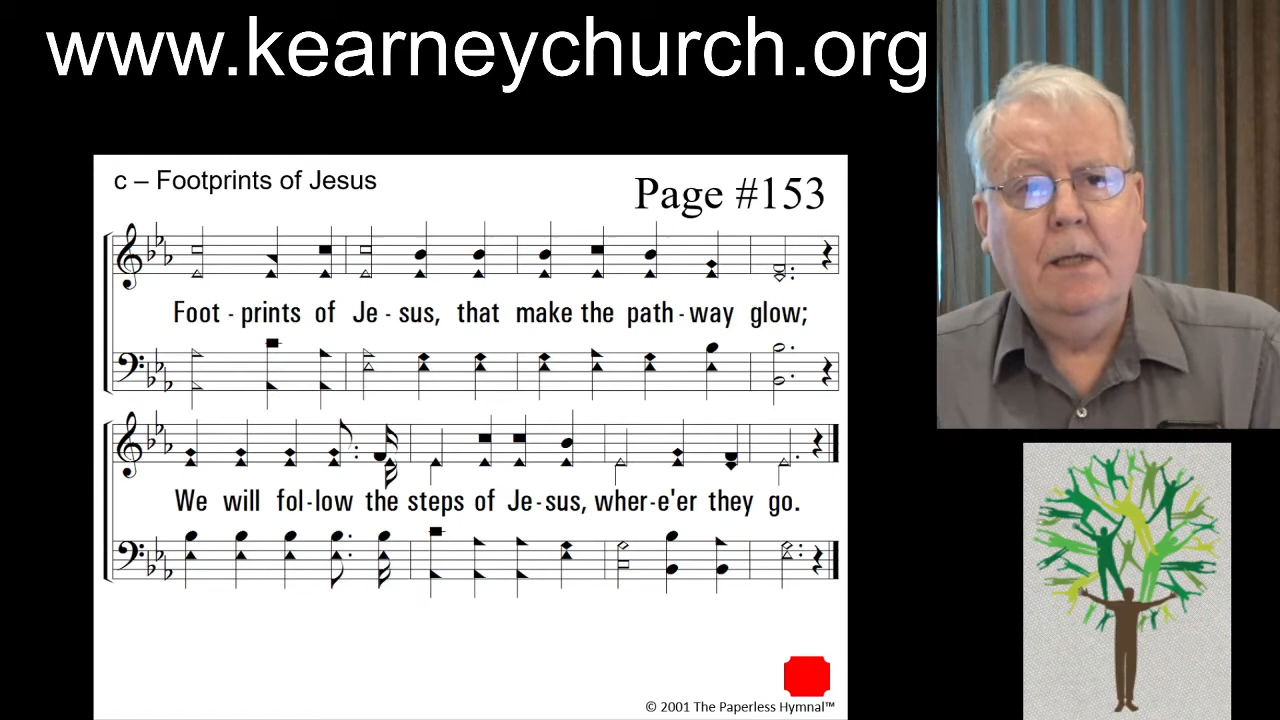 www.kearneychurch.org
c – Footprints of Jesus
Page #153
Foot - prints of Je - sus, that make the path - way glow;
We will fol - low the steps of Je - sus, wher - e'er they go.
© 2001 The Paperless Hymnal™